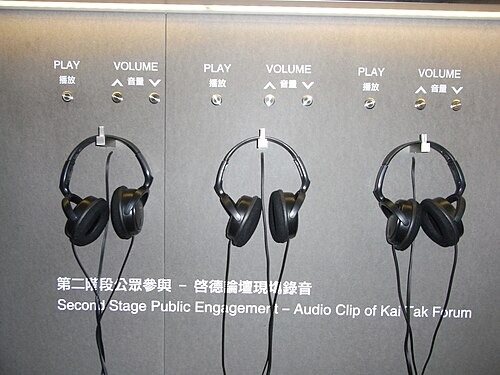 PLAY VOLUME PLAY VOLUME PLAY VOLUME
播放 音量 播放 音量 播放 音量
第二階段公眾參與 - 啓德論壇現場錄音
Second Stage Public Engagement – Audio Clip of Kai Tak Forum